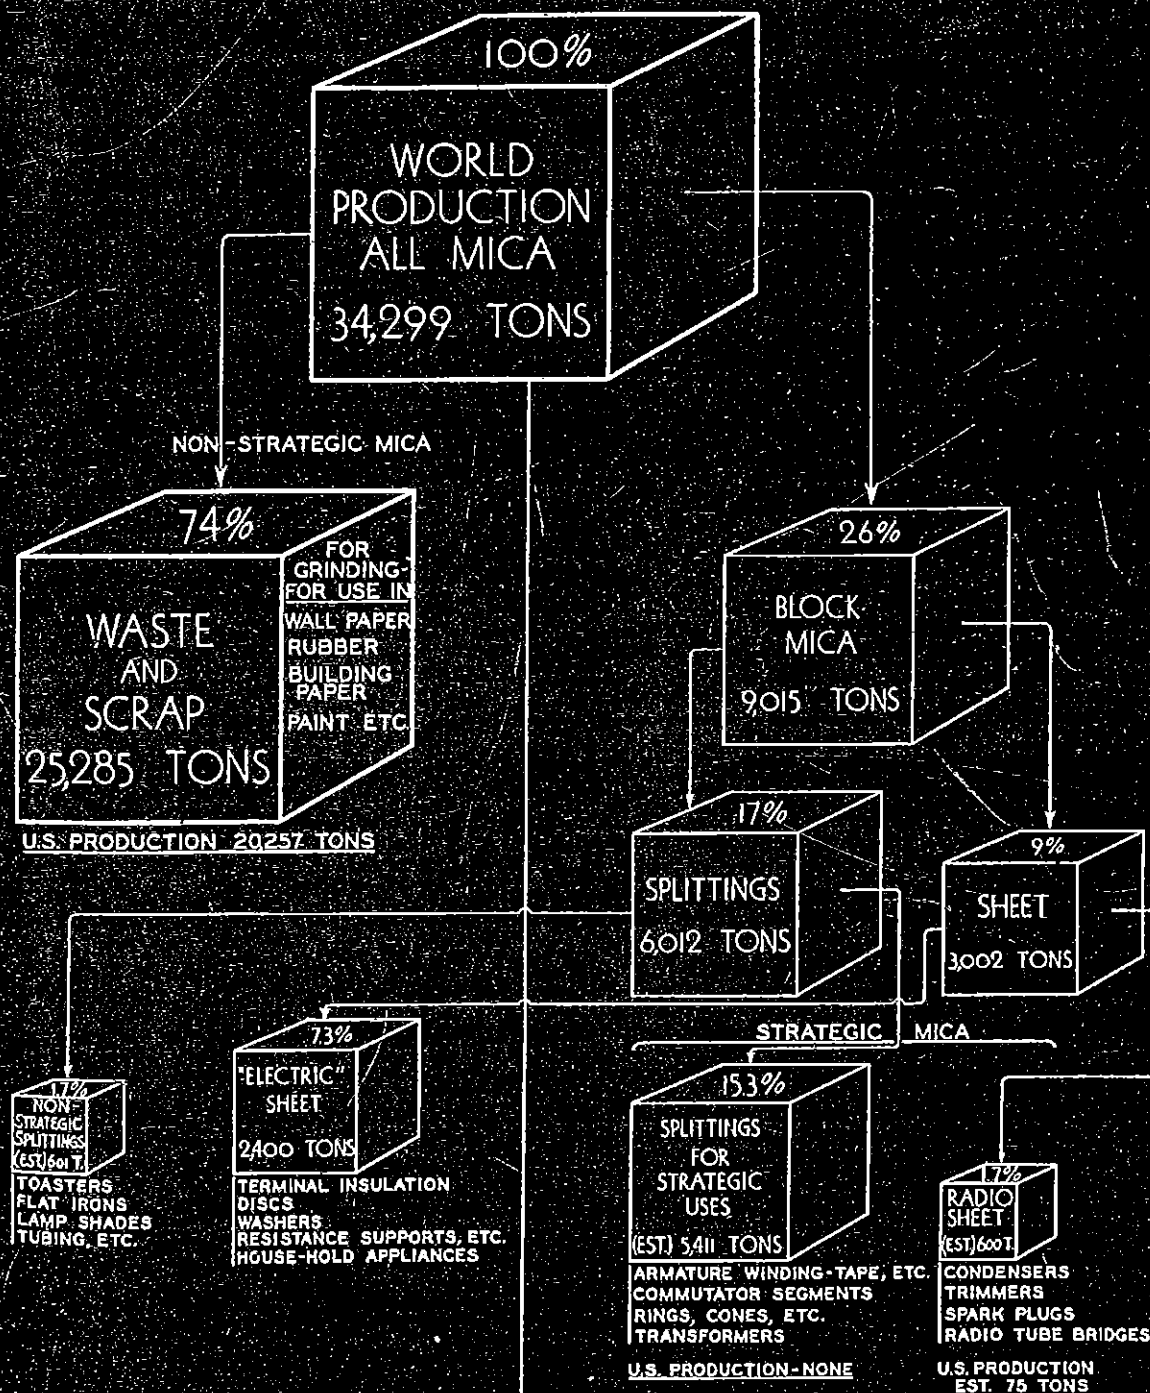 100%
WORLD
PRODUCTION
ALL MICA
34,299 TONS
NON-STRATEGIC MICA
74%
WASTE
AND
SCRAP
25,285 TONS
FOR
GRINDING-
FOR USE IN
WALL PAPER
RUBBER
BUILDING
PAPER
PAINT ETC.
U.S. PRODUCTION 20,257 TONS
26%
BLOCK
MICA
9,015 TONS
17%
SPLITTINGS
6,012 TONS
9%
SHEET
3,002 TONS
1.7%
NON-
STRATEGIC
SPLITTINGS
(EST.) 601 T.
TOASTERS
FLAT IRONS
LAMP SHADES
TUBING, ETC.
7.3%
"ELECTRIC"
SHEET
2,400 TONS
TERMINAL INSULATION
DISCS
WASHERS
RESISTANCE SUPPORTS, ETC.
HOUSE-HOLD APPLIANCES
STRATEGIC MICA
15.3%
SPLITTINGS
FOR
STRATEGIC
USES
(EST.) 5,411 TONS
ARMATURE WINDING-TAPE, ETC.
COMMUTATOR SEGMENTS
RINGS, CONES, ETC.
TRANSFORMERS
U.S. PRODUCTION-NONE
1.7%
RADIO
SHEET
(EST.) 600 T.
CONDENSERS
TRIMMERS
SPARK PLUGS
RADIO TUBE BRIDGES
U.S. PRODUCTION
EST. 75 TONS